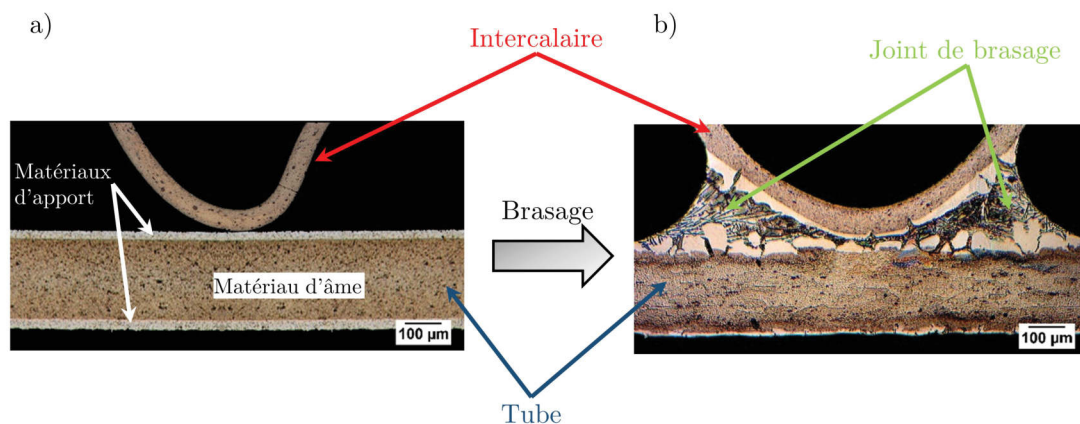 a)
Intercalaire
b)
Joint de brasage
Matériaux
d'apport
Brasage
Matériau d'âme
100 µm
100 µm
Tube